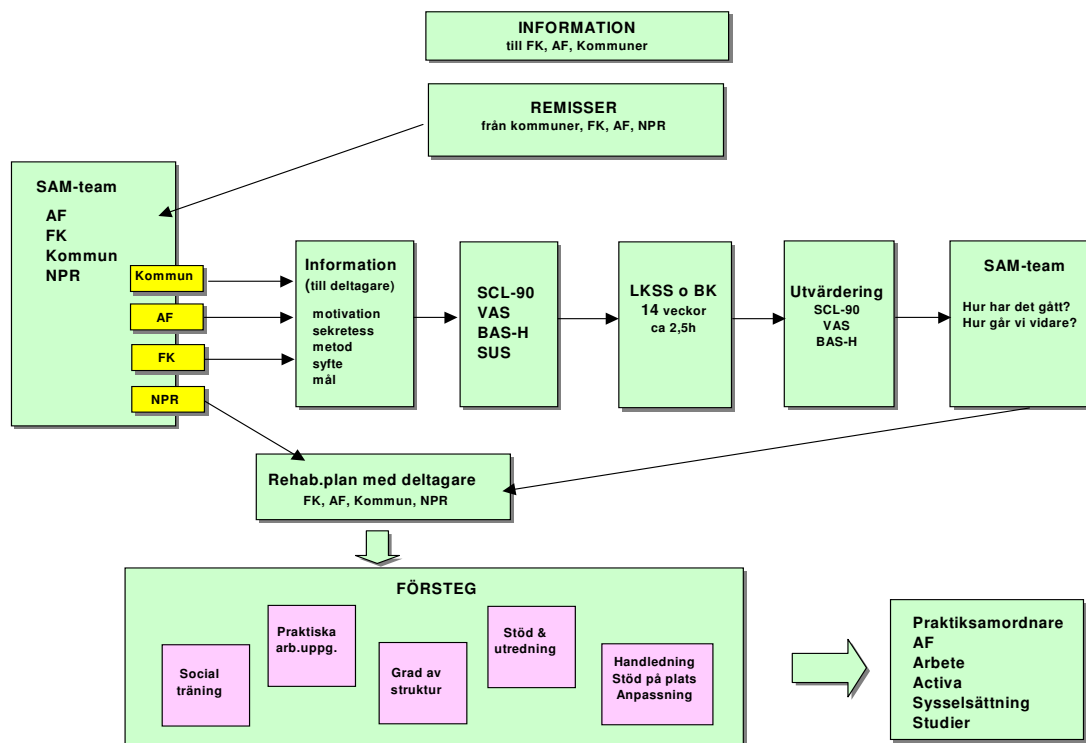 INFORMATION
till FK, AF, Kommuner
REMISSER
från kommuner, FK, AF, NPR
SAM-team
AF
FK
Kommun
NPR
Kommun
AF
FK
NPR
Information
(till deltagare)
motivation
sekretess
metod
syfte
mål
SCL-90
VAS
BAS-H
SUS
LKSS o BK
14 veckor
ca 2,5h
Utvärdering
SCL-90
VAS
BAS-H
SAM-team
Hur har det gått?
Hur går vi vidare?
Rehab.plan med deltagare
FK, AF, Kommun, NPR
FÖRSTEG
Social
träning
Praktiska
arb.uppg.
Grad av
struktur
Stöd &
utredning
Handledning
Stöd på plats
Anpassning
Praktiksamordnare
AF
Arbete
Activa
Sysselsättning
Studier